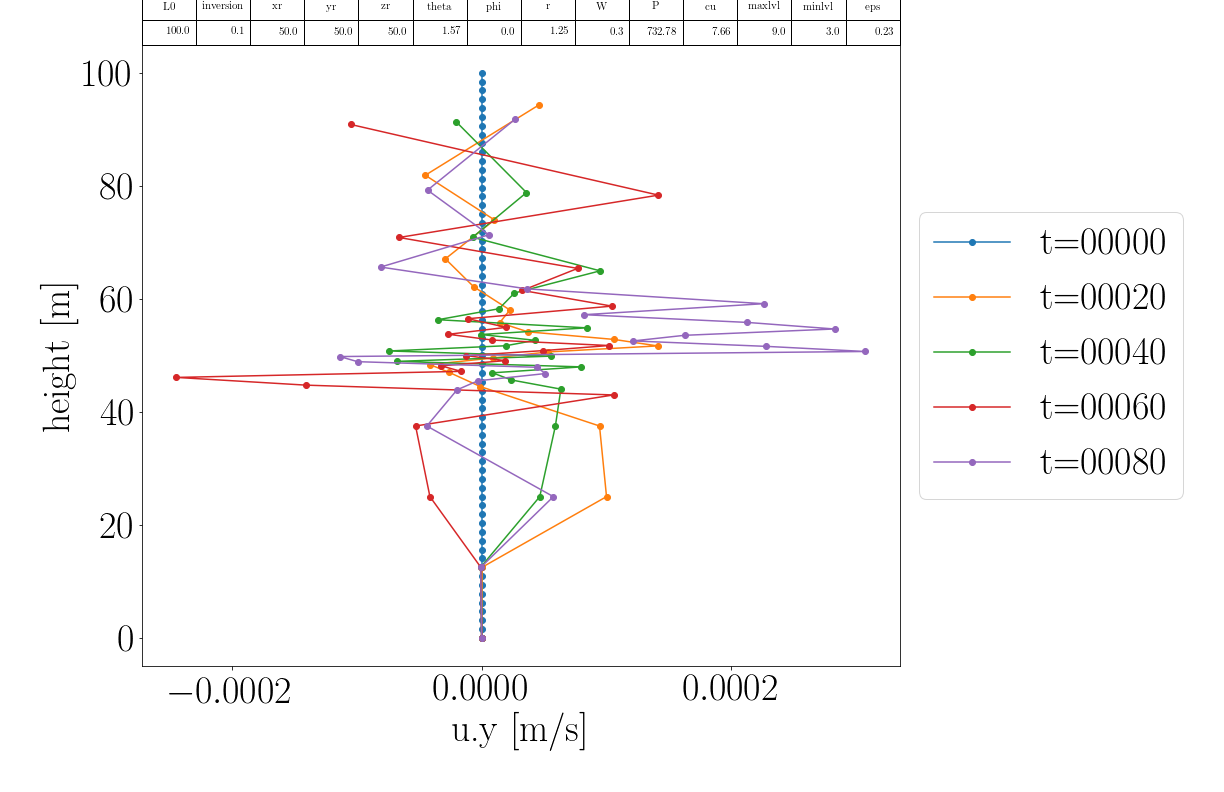 L0 inversion xr yr zr theta phi r W P cu maxlvl minlvl eps
100.0 0.1 50.0 50.0 50.0 1.57 0.0 1.25 0.3 732.78 7.66 9.0 3.0 0.23
100
80
60
40
20
0
height [m]
−0.0002 0.0000 0.0002
u.y [m/s]
t=00000
t=00020
t=00040
t=00060
t=00080